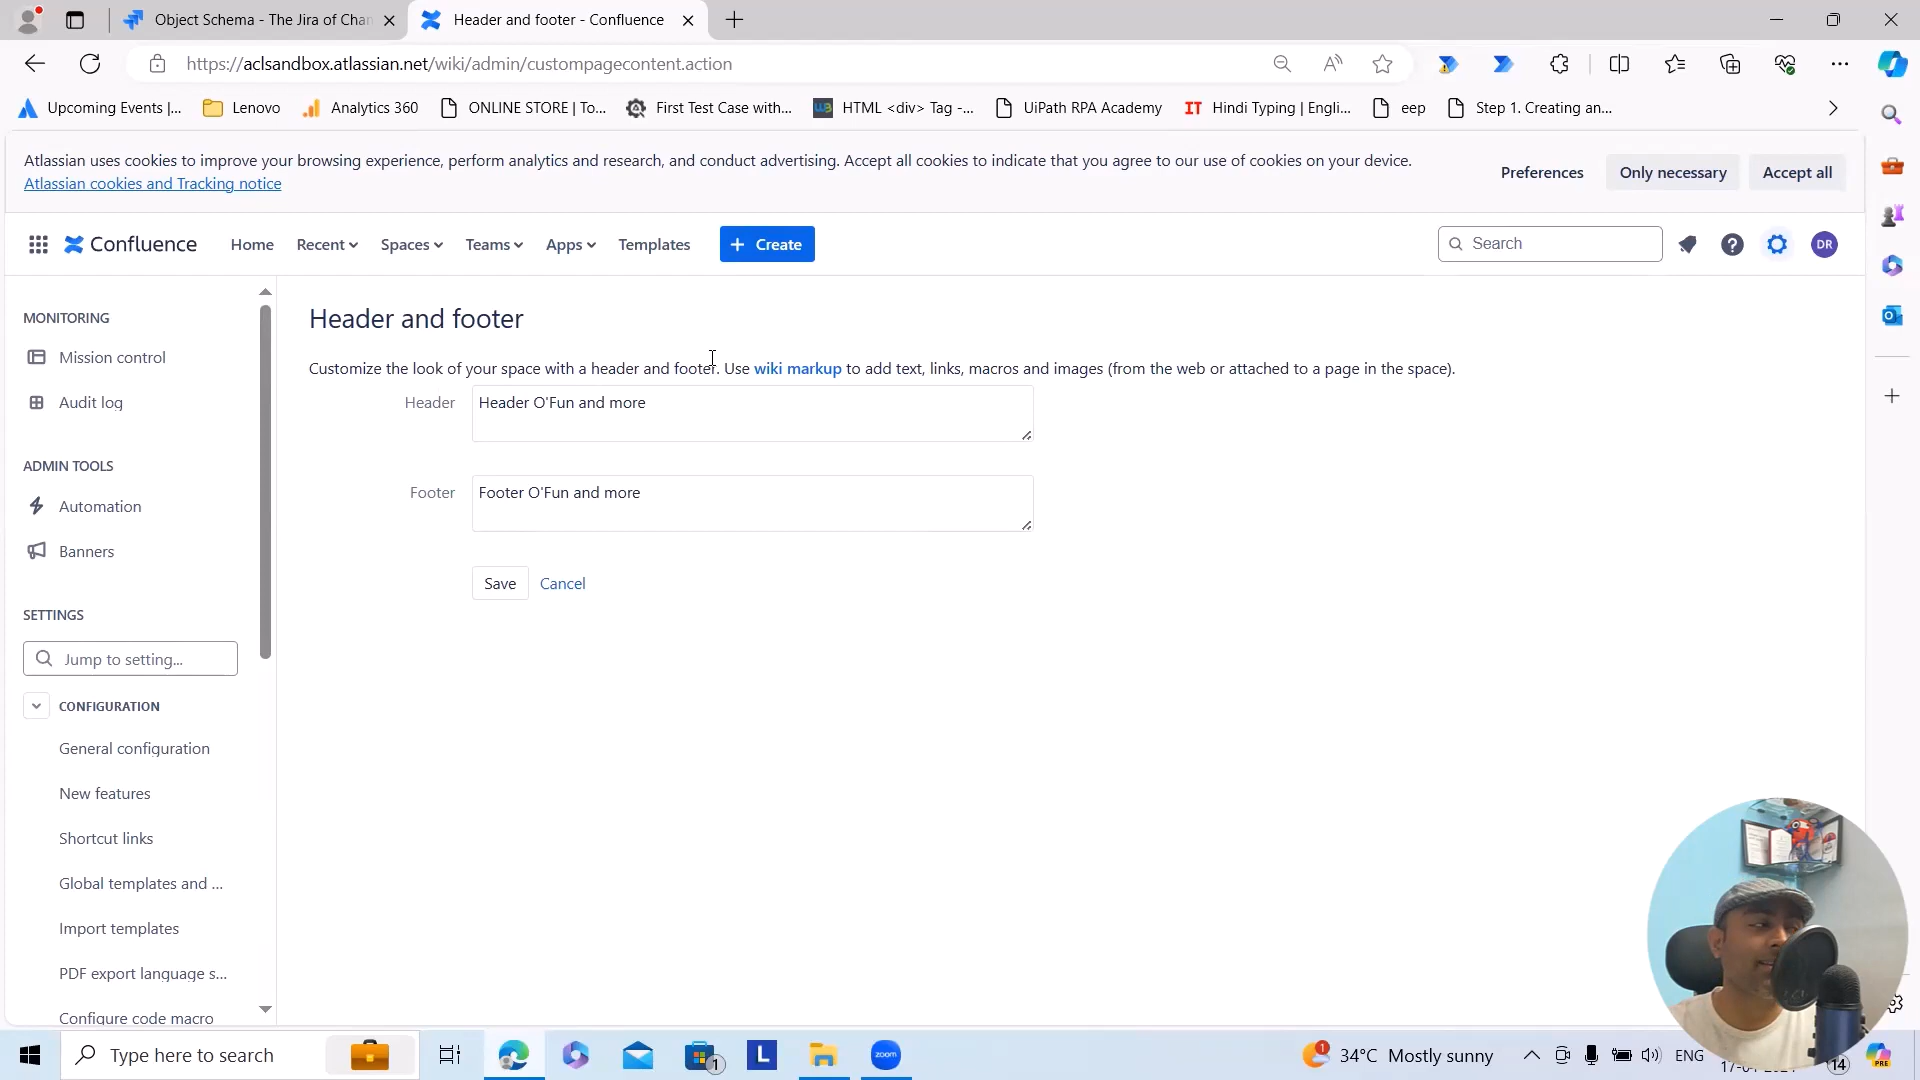 Object Schema - The Jira of Chan
Header and footer - Confluence
https://aclsandbox.atlassian.net/wiki/admin/custompagecontent.action
Upcoming Events |...
Lenovo
Analytics 360
ONLINE STORE | To...
First Test Case with...
HTML <div> Tag -...
UiPath RPA Academy
IT
Hindi Typing | Engli...
eep
Step 1. Creating an...
Atlassian uses cookies to improve your browsing experience, perform analytics and research, and conduct advertising. Accept all cookies to indicate that you agree to our use of cookies on your device.
Atlassian cookies and Tracking notice
Preferences
Only necessary
Accept all
Confluence
Home
Recent
Spaces
Teams
Apps
Templates
+ Create
Search
DR
MONITORING
Mission control
Audit log
ADMIN TOOLS
Automation
Banners
SETTINGS
Jump to setting...
CONFIGURATION
General configuration
New features
Shortcut links
Global templates and ...
Import templates
PDF export language s...
Configure code macro
Header and footer
Customize the look of your space with a header and footer. Use wiki markup to add text, links, macros and images (from the web or attached to a page in the space).
Header
Header O'Fun and more
Footer
Footer O'Fun and more
Save
Cancel
Type here to search
1
L
zoom
1
34°C Mostly sunny
ENG
14
PRE